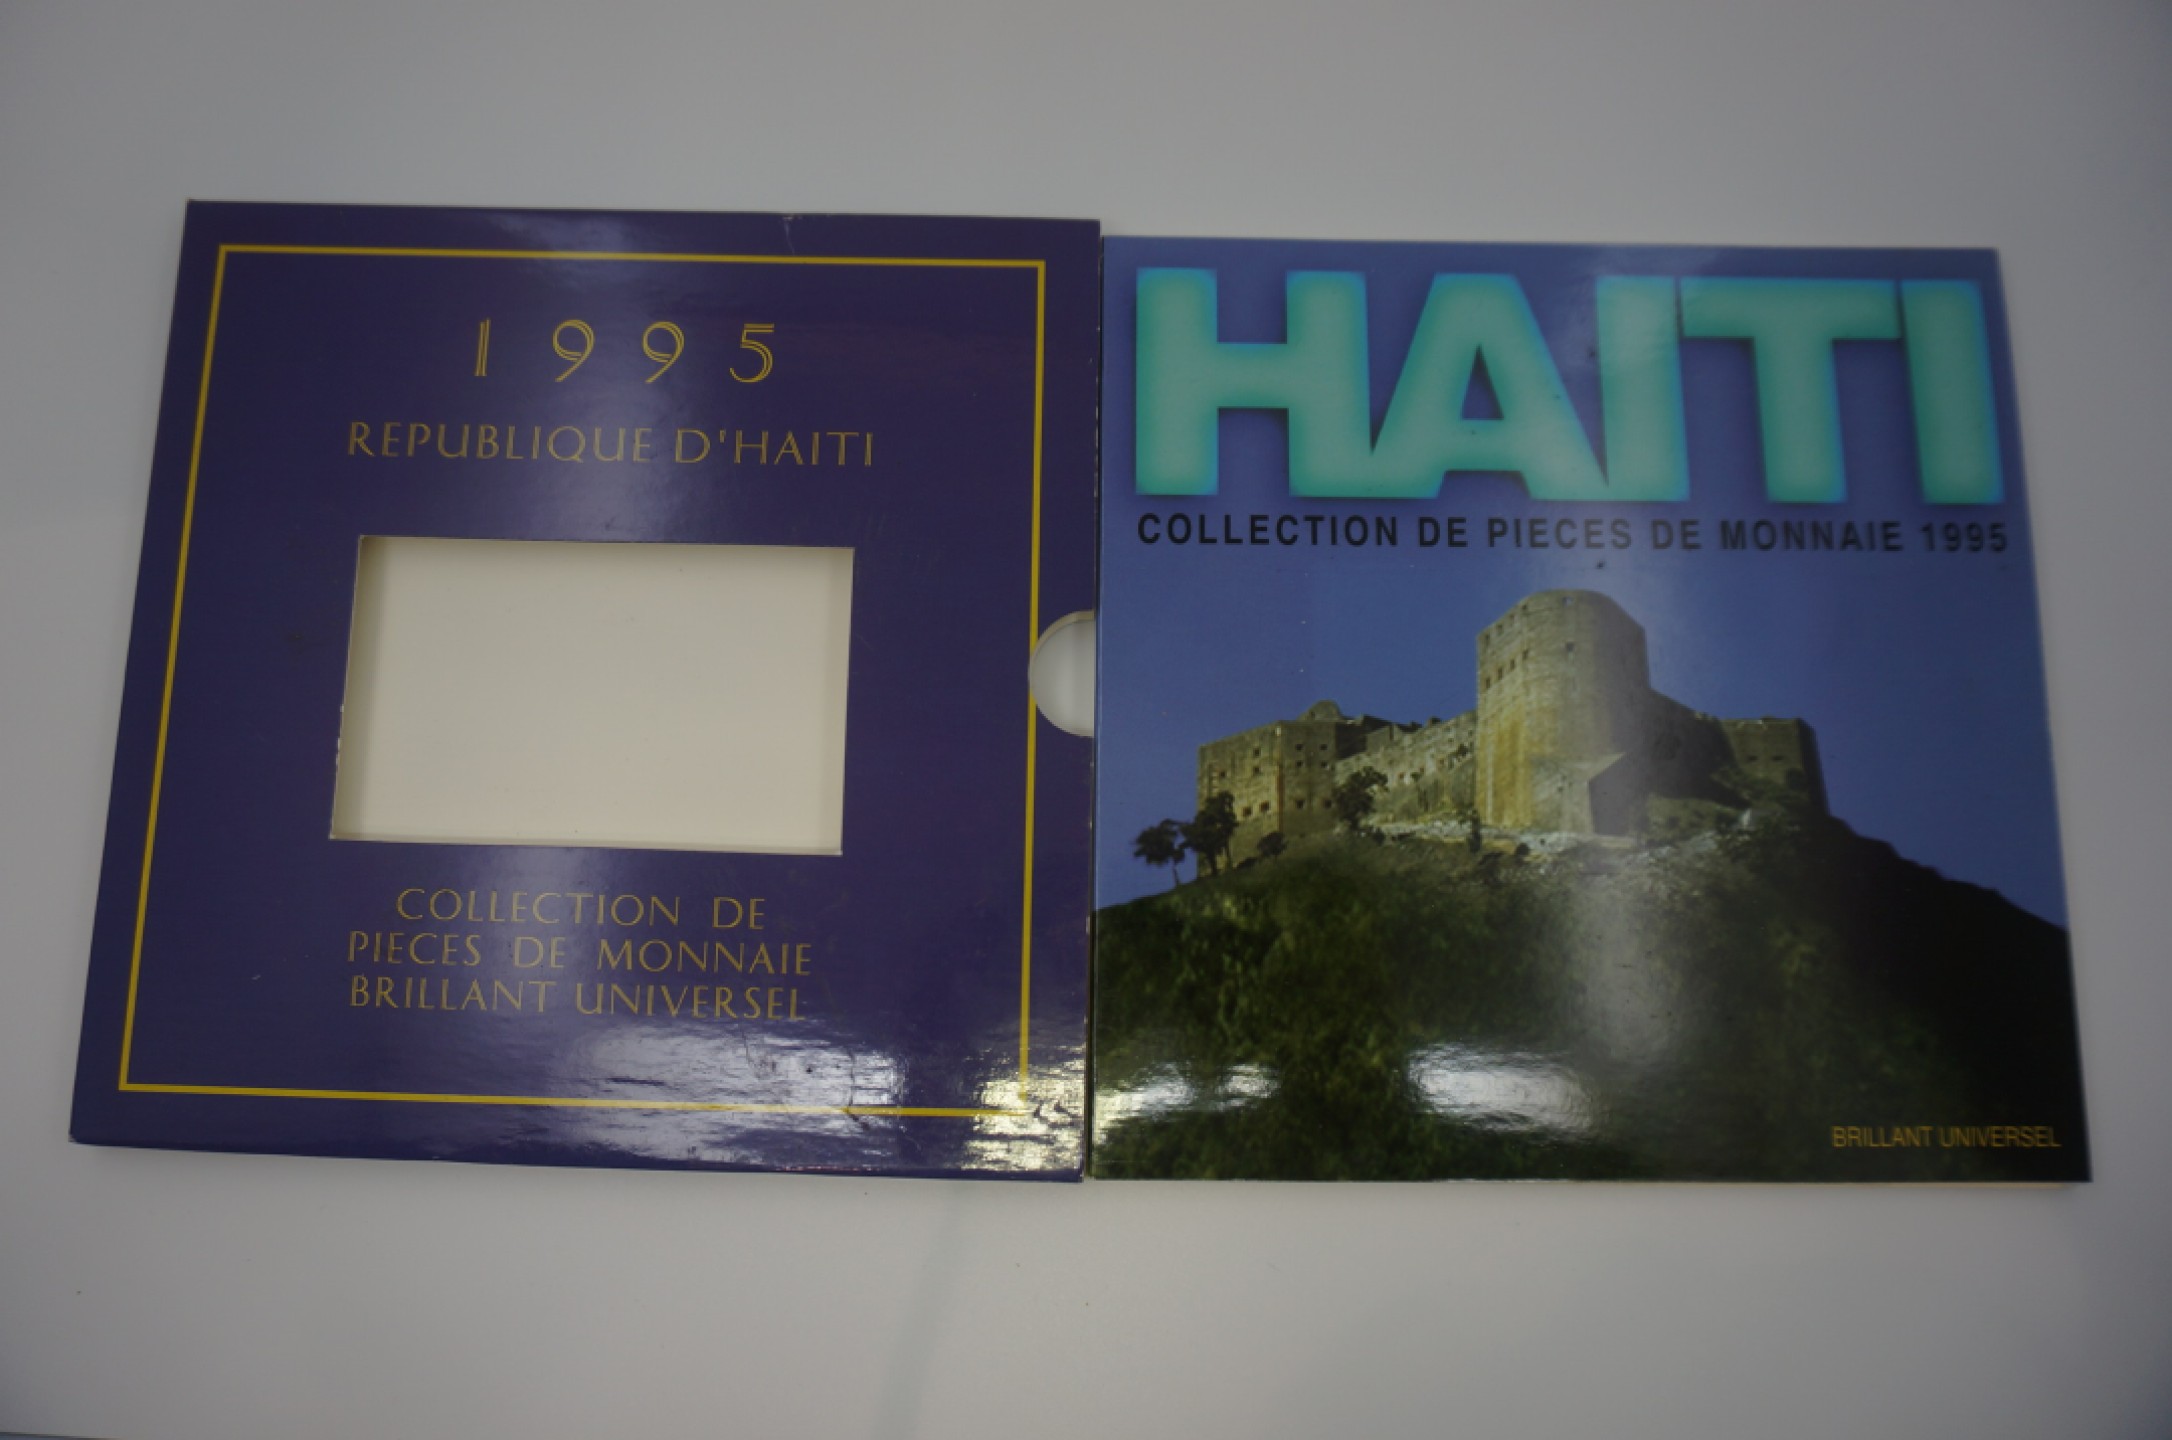 1995
REPUBLIQUE D'HAITI
COLLECTION DE
PIECES DE MONNAIE
BRILLANT UNIVERSEL
HAITI
COLLECTION DE PIECES DE MONNAIE 1995
BRILLANT UNIVERSEL